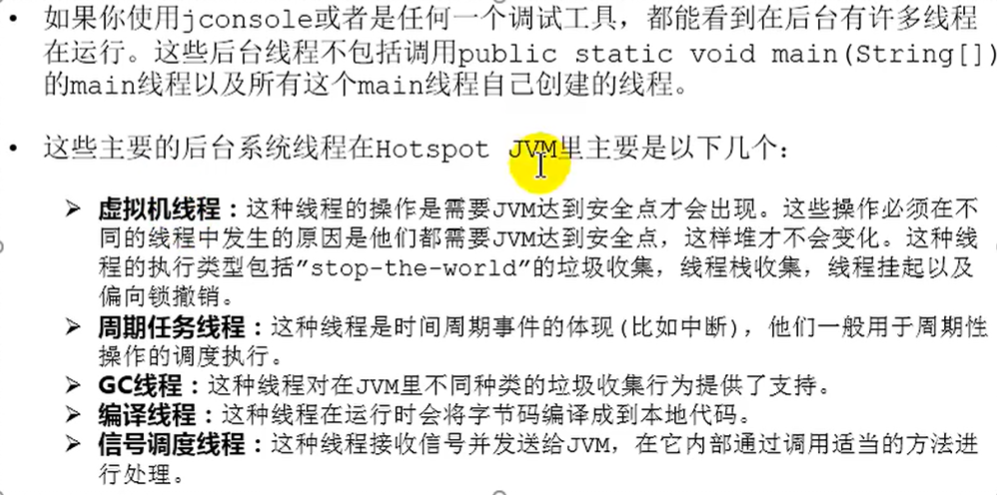 • 如果你使用jconsole或者是任何一个调试工具，都能看到在后台有许多线程
在运行。这些后台线程不包括调用public static void main(String[])
的main线程以及所有这个main线程自己创建的线程。
• 这些主要的后台系统线程在Hotspot JVM里主要是以下几个：
➢ 虚拟机线程：这种线程的操作是需要JVM达到安全点才会出现。这些操作必须在不
同的线程中发生的原因是他们都需要JVM达到安全点，这样堆才不会变化。这种线
程的执行类型包括"stop-the-world"的垃圾收集，线程栈收集，线程挂起以及
偏向锁撤销。
➢ 周期任务线程：这种线程是时间周期事件的体现(比如中断)，他们一般用于周期性
操作的调度执行。
➢ GC线程：这种线程对在JVM里不同种类的垃圾收集行为提供了支持。
➢ 编译线程：这种线程在运行时会将字节码编译成到本地代码。
➢ 信号调度线程：这种线程接收信号并发送给JVM，在它内部通过调用适当的方法进
行处理。